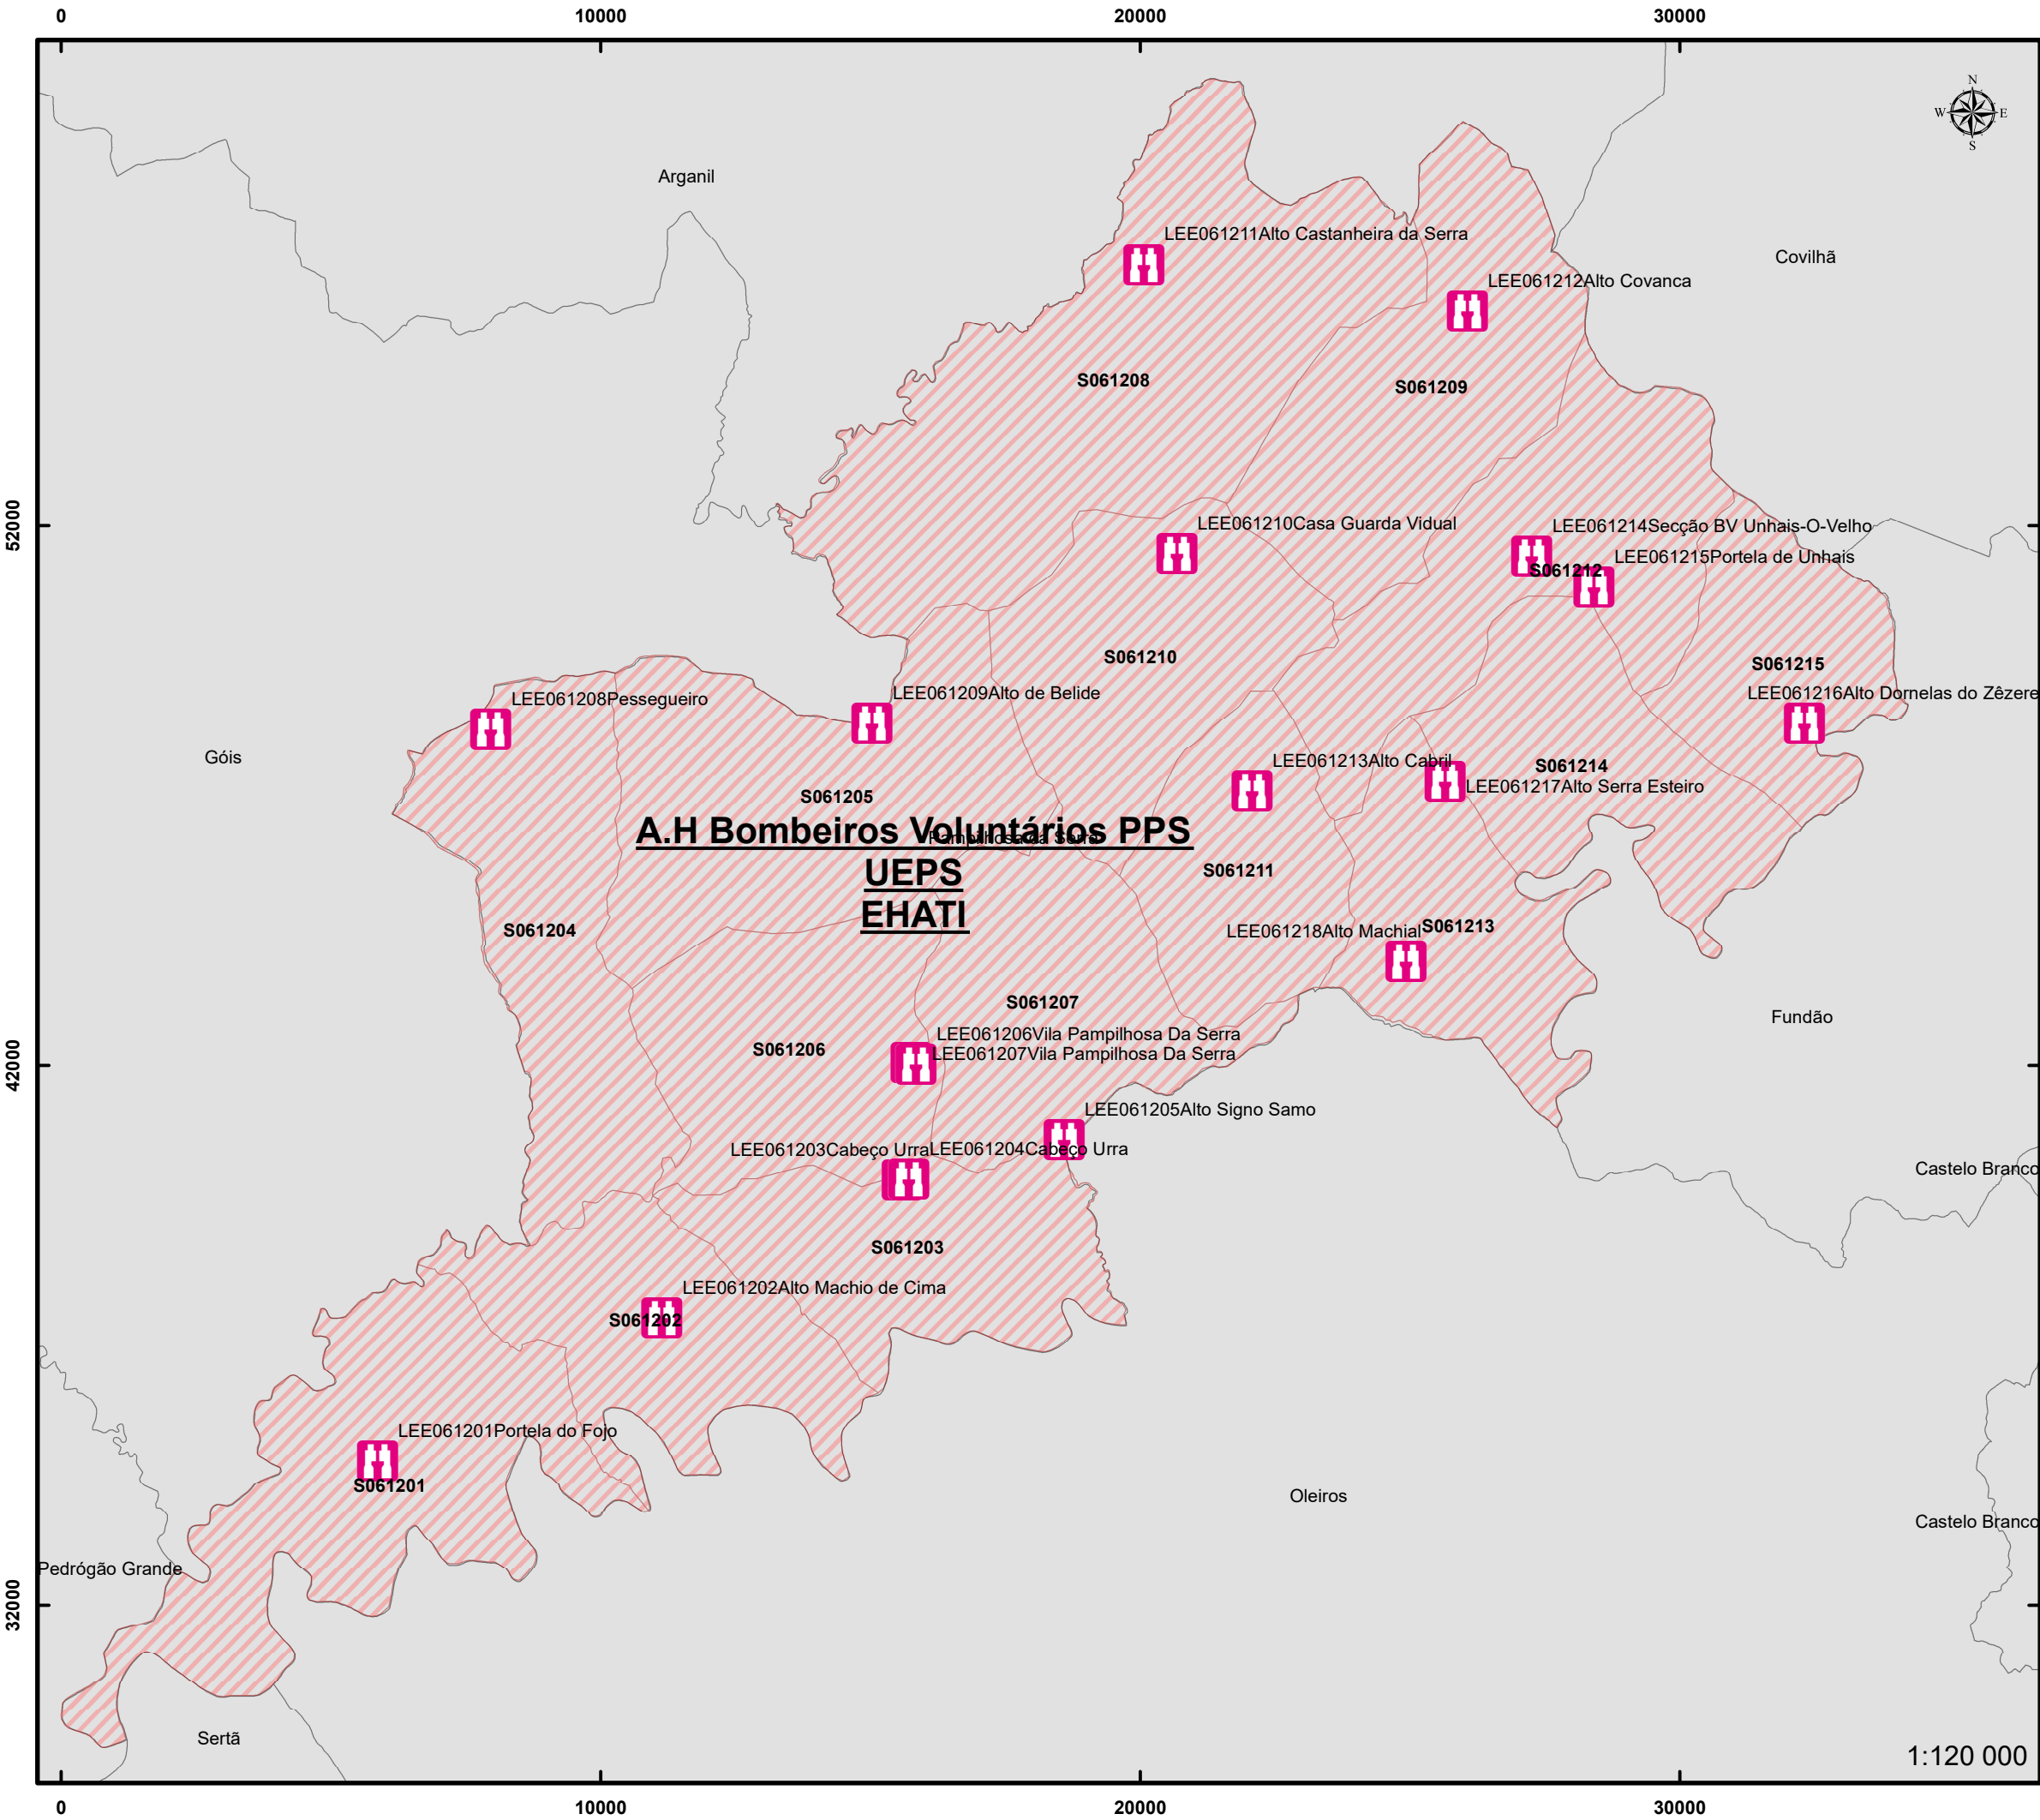 0 10000 20000 30000
N
W E
S
Arganil
LEE061211Alto Castanheira da Serra
Covilhã
LEE061212Alto Covanca
S061208
S061209
52000
LEE061210Casa Guarda Vidual
LEE061214Secção BV Unhais-O-Velho
LEE061215Portela de Unhais
S061212
S061210
S061215
LEE061208Pessegueiro
LEE061209Alto de Belide
LEE061216Alto Dornelas do Zêzere
Góis
LEE061213Alto Cabril
S061214
LEE061217Alto Serra Esteiro
S061205
A.H Bombeiros Voluntários PPS
Pampilhosa da Serra
UEPS
S061211
EHATI
S061204
LEE061218Alto Machial
S061213
S061207
Fundão
LEE061206Vila Pampilhosa Da Serra
S061206
LEE061207Vila Pampilhosa Da Serra
42000
LEE061205Alto Signo Samo
LEE061203Cabeço Urra
LEE061204Cabeço Urra
Castelo Branco
S061203
LEE061202Alto Machio de Cima
S061202
LEE061201Portela do Fojo
S061201
Oleiros
Castelo Branco
Pedrógão Grande
32000
Sertã
1:120 000
0 10000 20000 30000